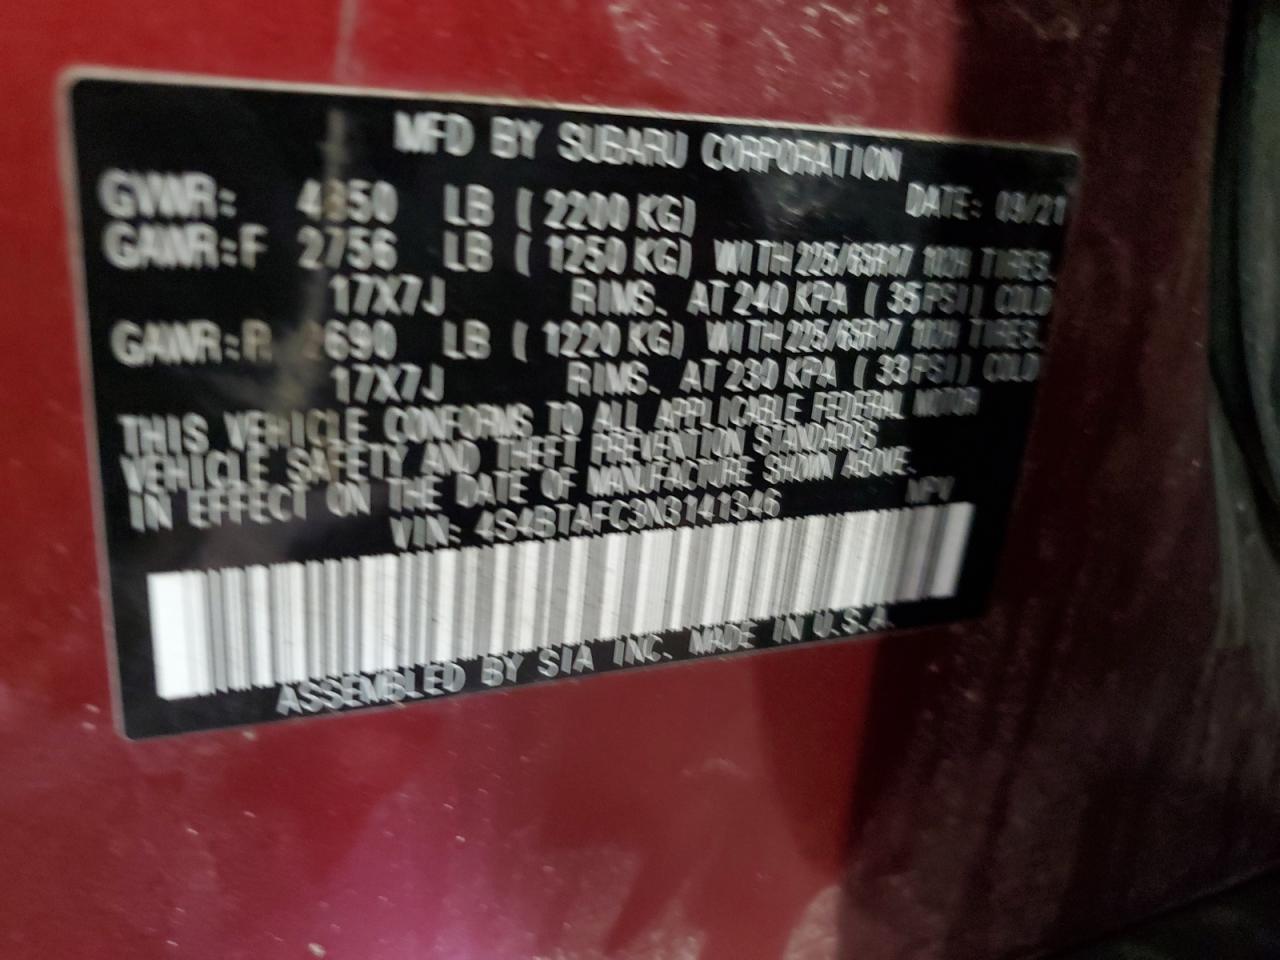 MFD BY SUBARU CORPORATION
GVWR: 4850 LB ( 2200 KG) DATE: 09/21
GAWR:F 2756 LB ( 1250 KG) WITH 225/65R17 102H TIRES.
17X7J RIMS. AT 240 KPA ( 35 PSI) COLD
GAWR:R 2690 LB ( 1220 KG) WITH 225/65R17 102H TIRES.
17X7J RIMS. AT 230 KPA ( 33 PSI) COLD
THIS VEHICLE CONFORMS TO ALL APPLICABLE FEDERAL MOTOR
VEHICLE SAFETY AND THEFT PREVENTION STANDARDS
IN EFFECT ON THE DATE OF MANUFACTURE SHOWN ABOVE.
VIN: 4S4BTAFC3N3141346 MPV
ASSEMBLED BY SIA INC. MADE IN U.S.A.